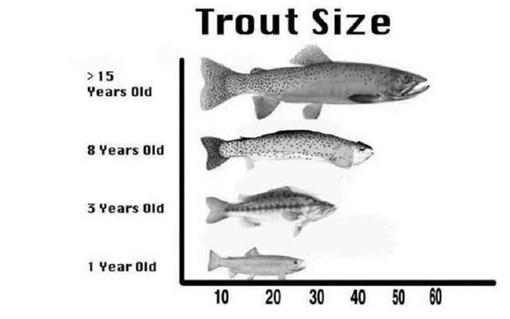 Trout Size
> 15
Years Old
8 Years Old
3 Years Old
1 Year Old
10 20 30 40 50 60